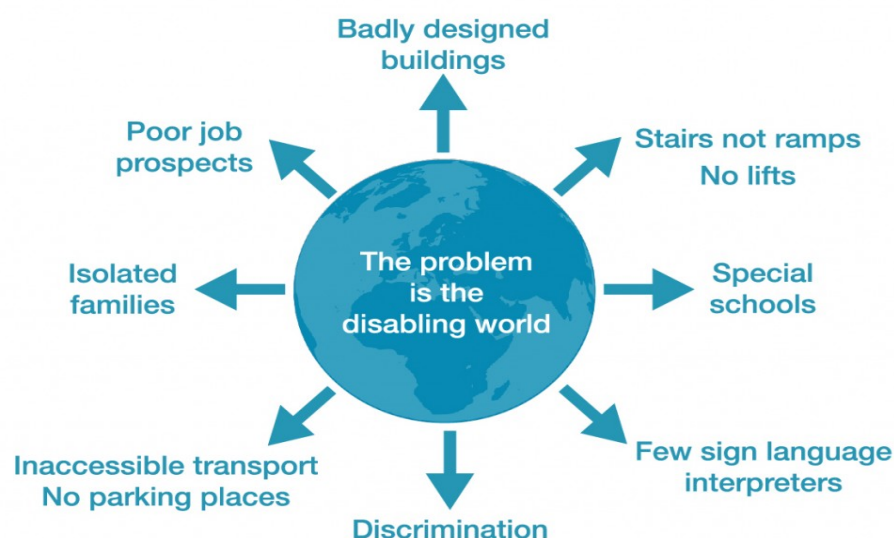 Badly designed
buildings
Stairs not ramps
No lifts
Special
schools
Few sign language
interpreters
Discrimination
Inaccessible transport
No parking places
Isolated
families
Poor job
prospects
The problem
is the
disabling world